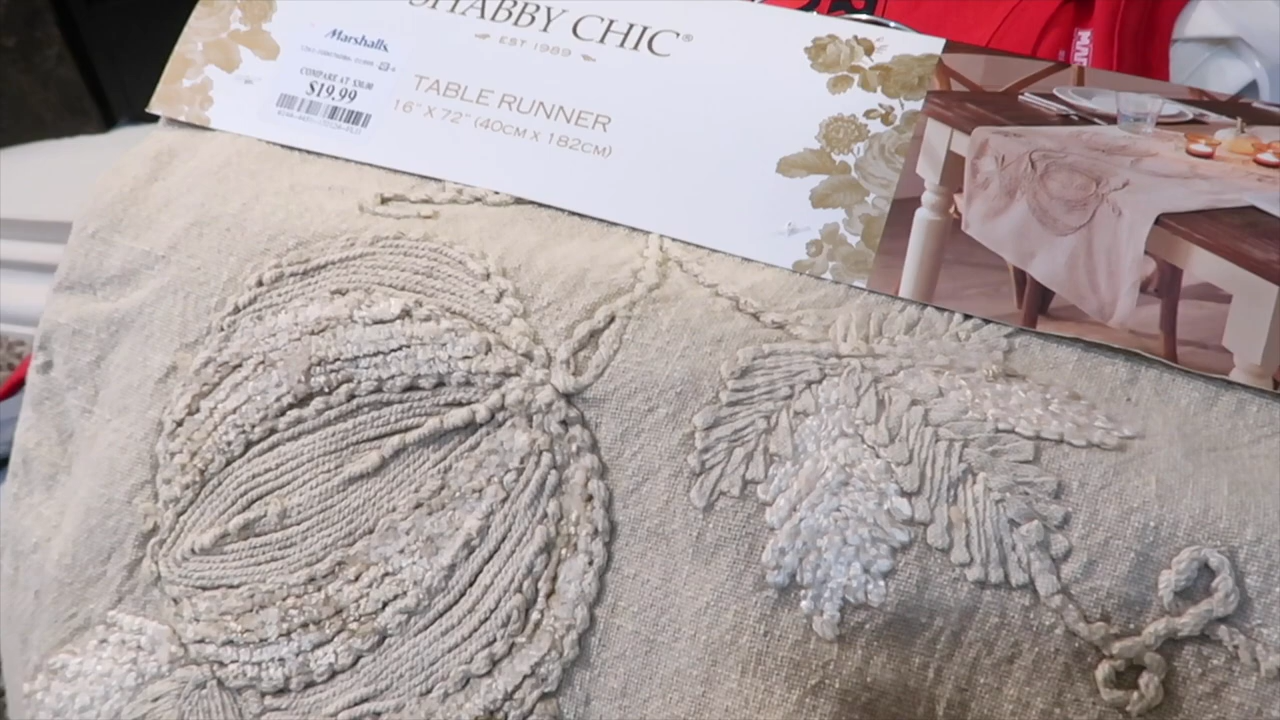 SHABBY CHIC®
EST 1989
TABLE RUNNER
16" X 72" (40CM X 182CM)
Marshalls
COMPARE AT $30.00
$19.99